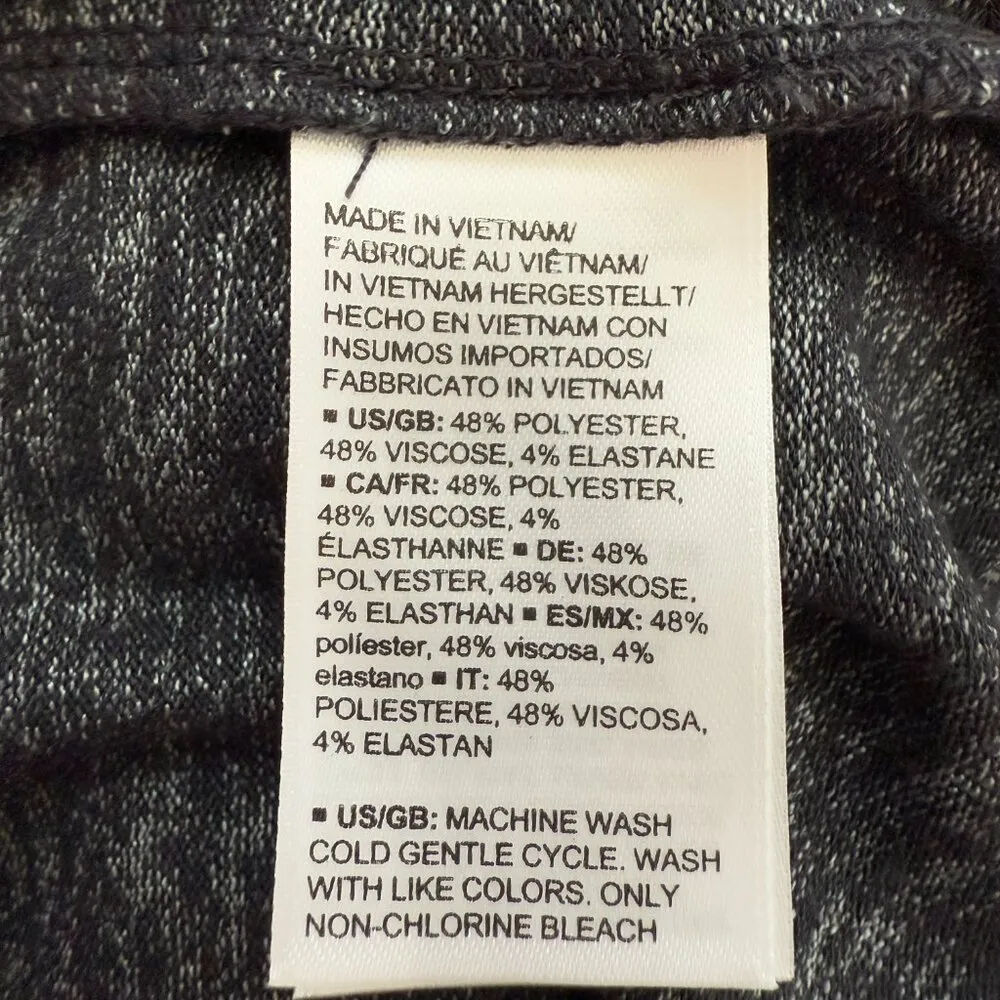 MADE IN VIETNAM/
FABRIQUÉ AU VIÊTNAM/
IN VIETNAM HERGESTELLT/
HECHO EN VIETNAM CON
INSUMOS IMPORTADOS/
FABBRICATO IN VIETNAM
▪ US/GB: 48% POLYESTER,
48% VISCOSE, 4% ELASTANE
▪ CA/FR: 48% POLYESTER,
48% VISCOSE, 4%
ÉLASTHANNE ▪ DE: 48%
POLYESTER, 48% VISKOSE,
4% ELASTHAN ▪ ES/MX: 48%
poliester, 48% viscosa, 4%
elastano ▪ IT: 48%
POLIESTERE, 48% VISCOSA,
4% ELASTAN
▪ US/GB: MACHINE WASH
COLD GENTLE CYCLE. WASH
WITH LIKE COLORS. ONLY
NON-CHLORINE BLEACH